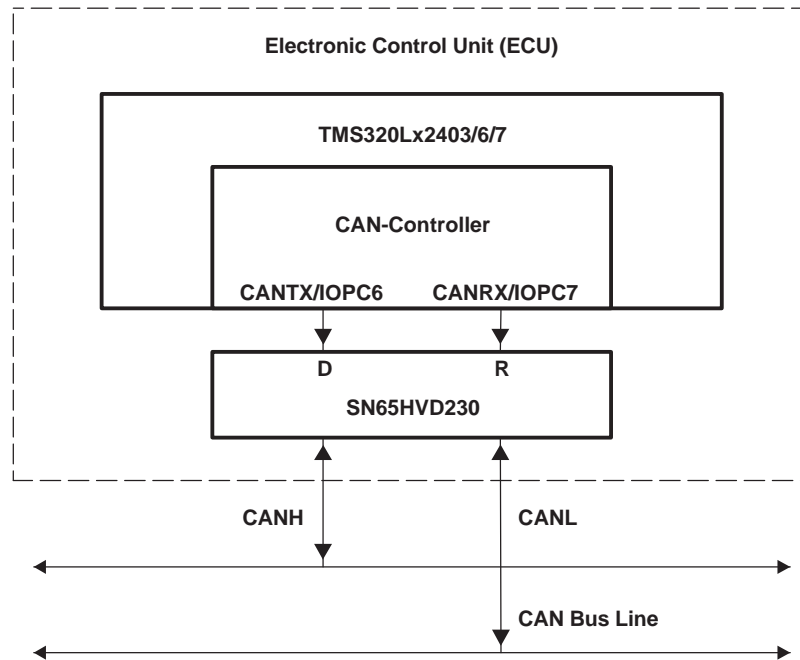 Electronic Control Unit (ECU)
TMS320Lx2403/6/7
CAN-Controller
CANTX/IOPC6 CANRX/IOPC7
D R
SN65HVD230
CANH CANL
CAN Bus Line